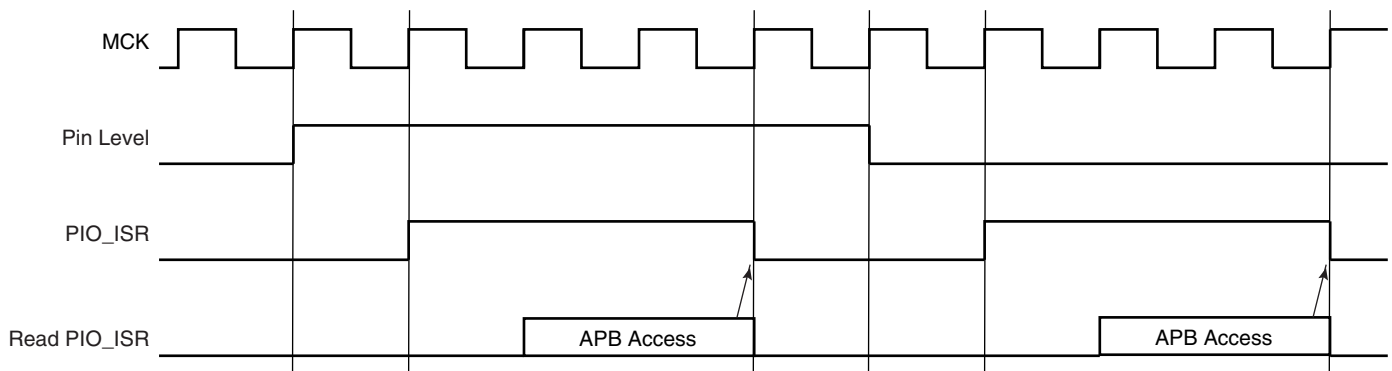 MCK
Pin Level
PIO_ISR
Read PIO_ISR
APB Access
APB Access